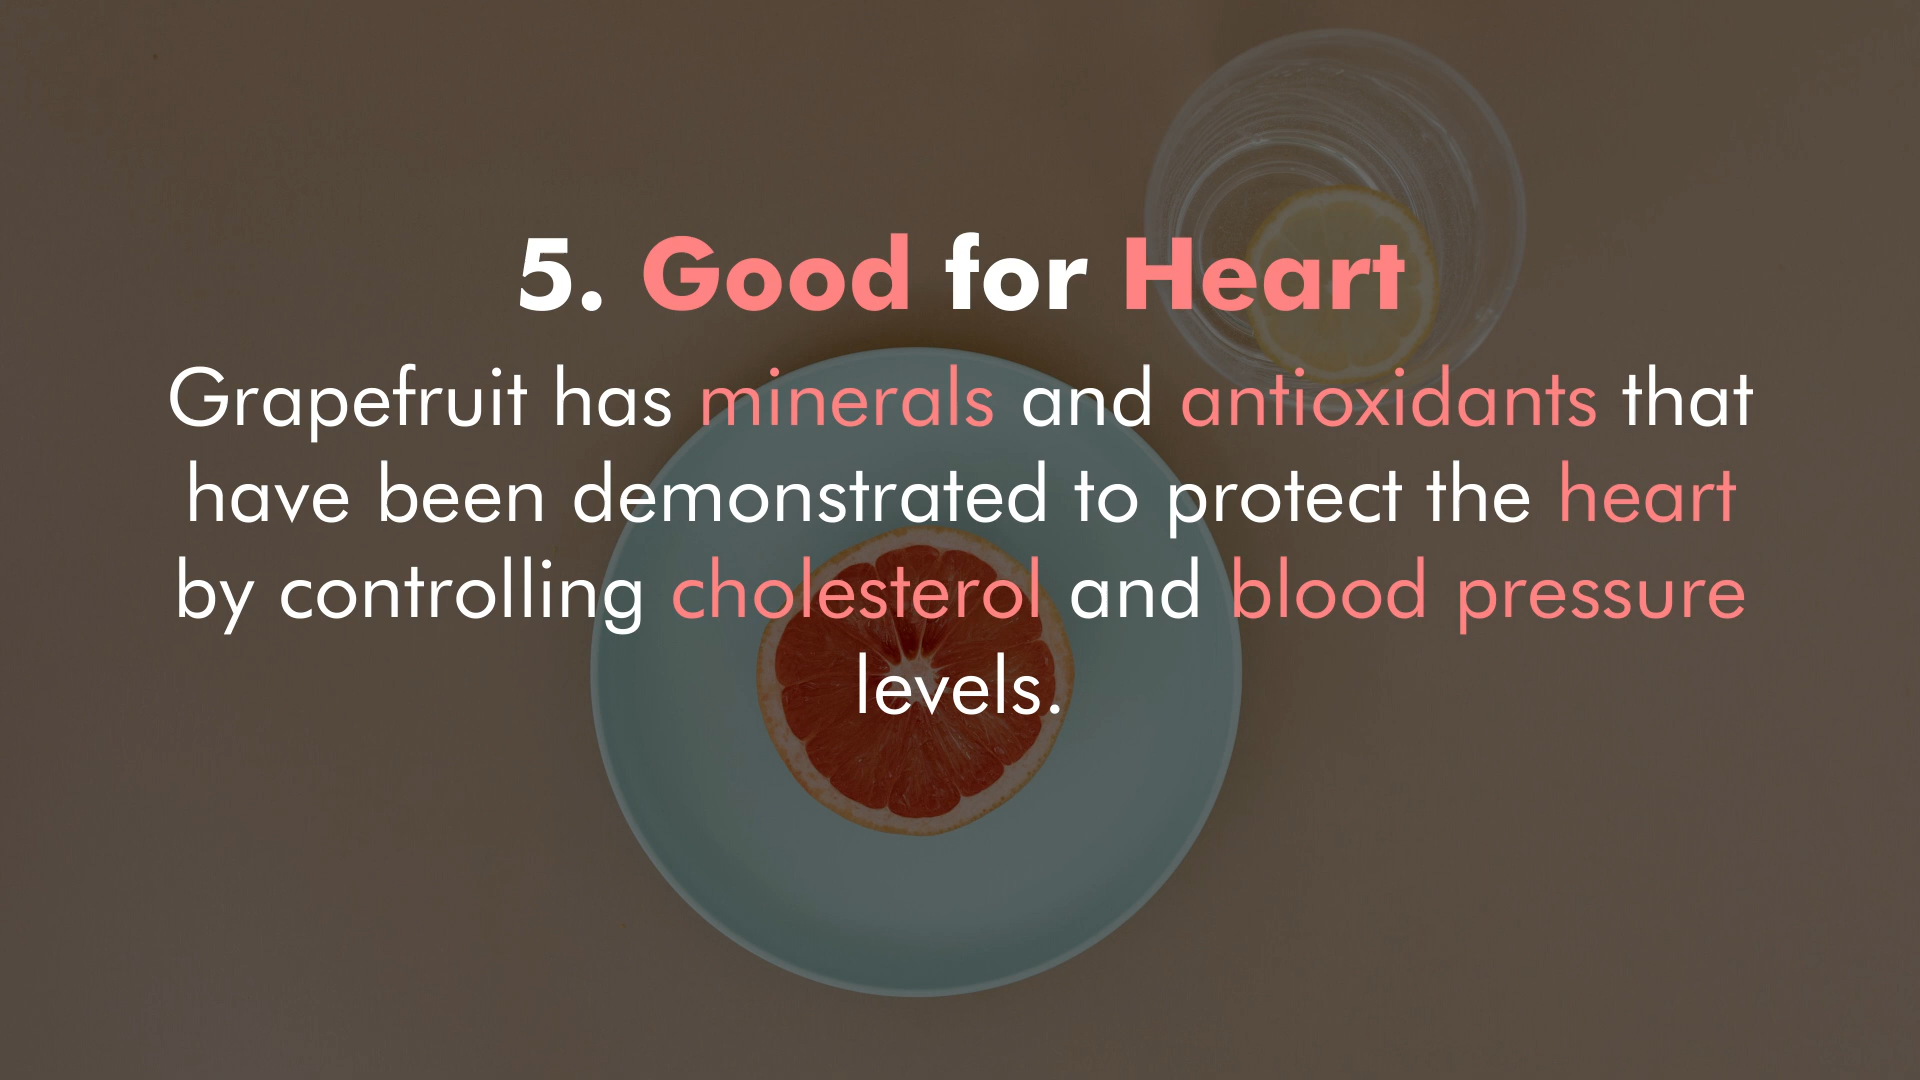 5. Good for Heart
Grapefruit has minerals and antioxidants that
have been demonstrated to protect the heart
by controlling cholesterol and blood pressure
levels.